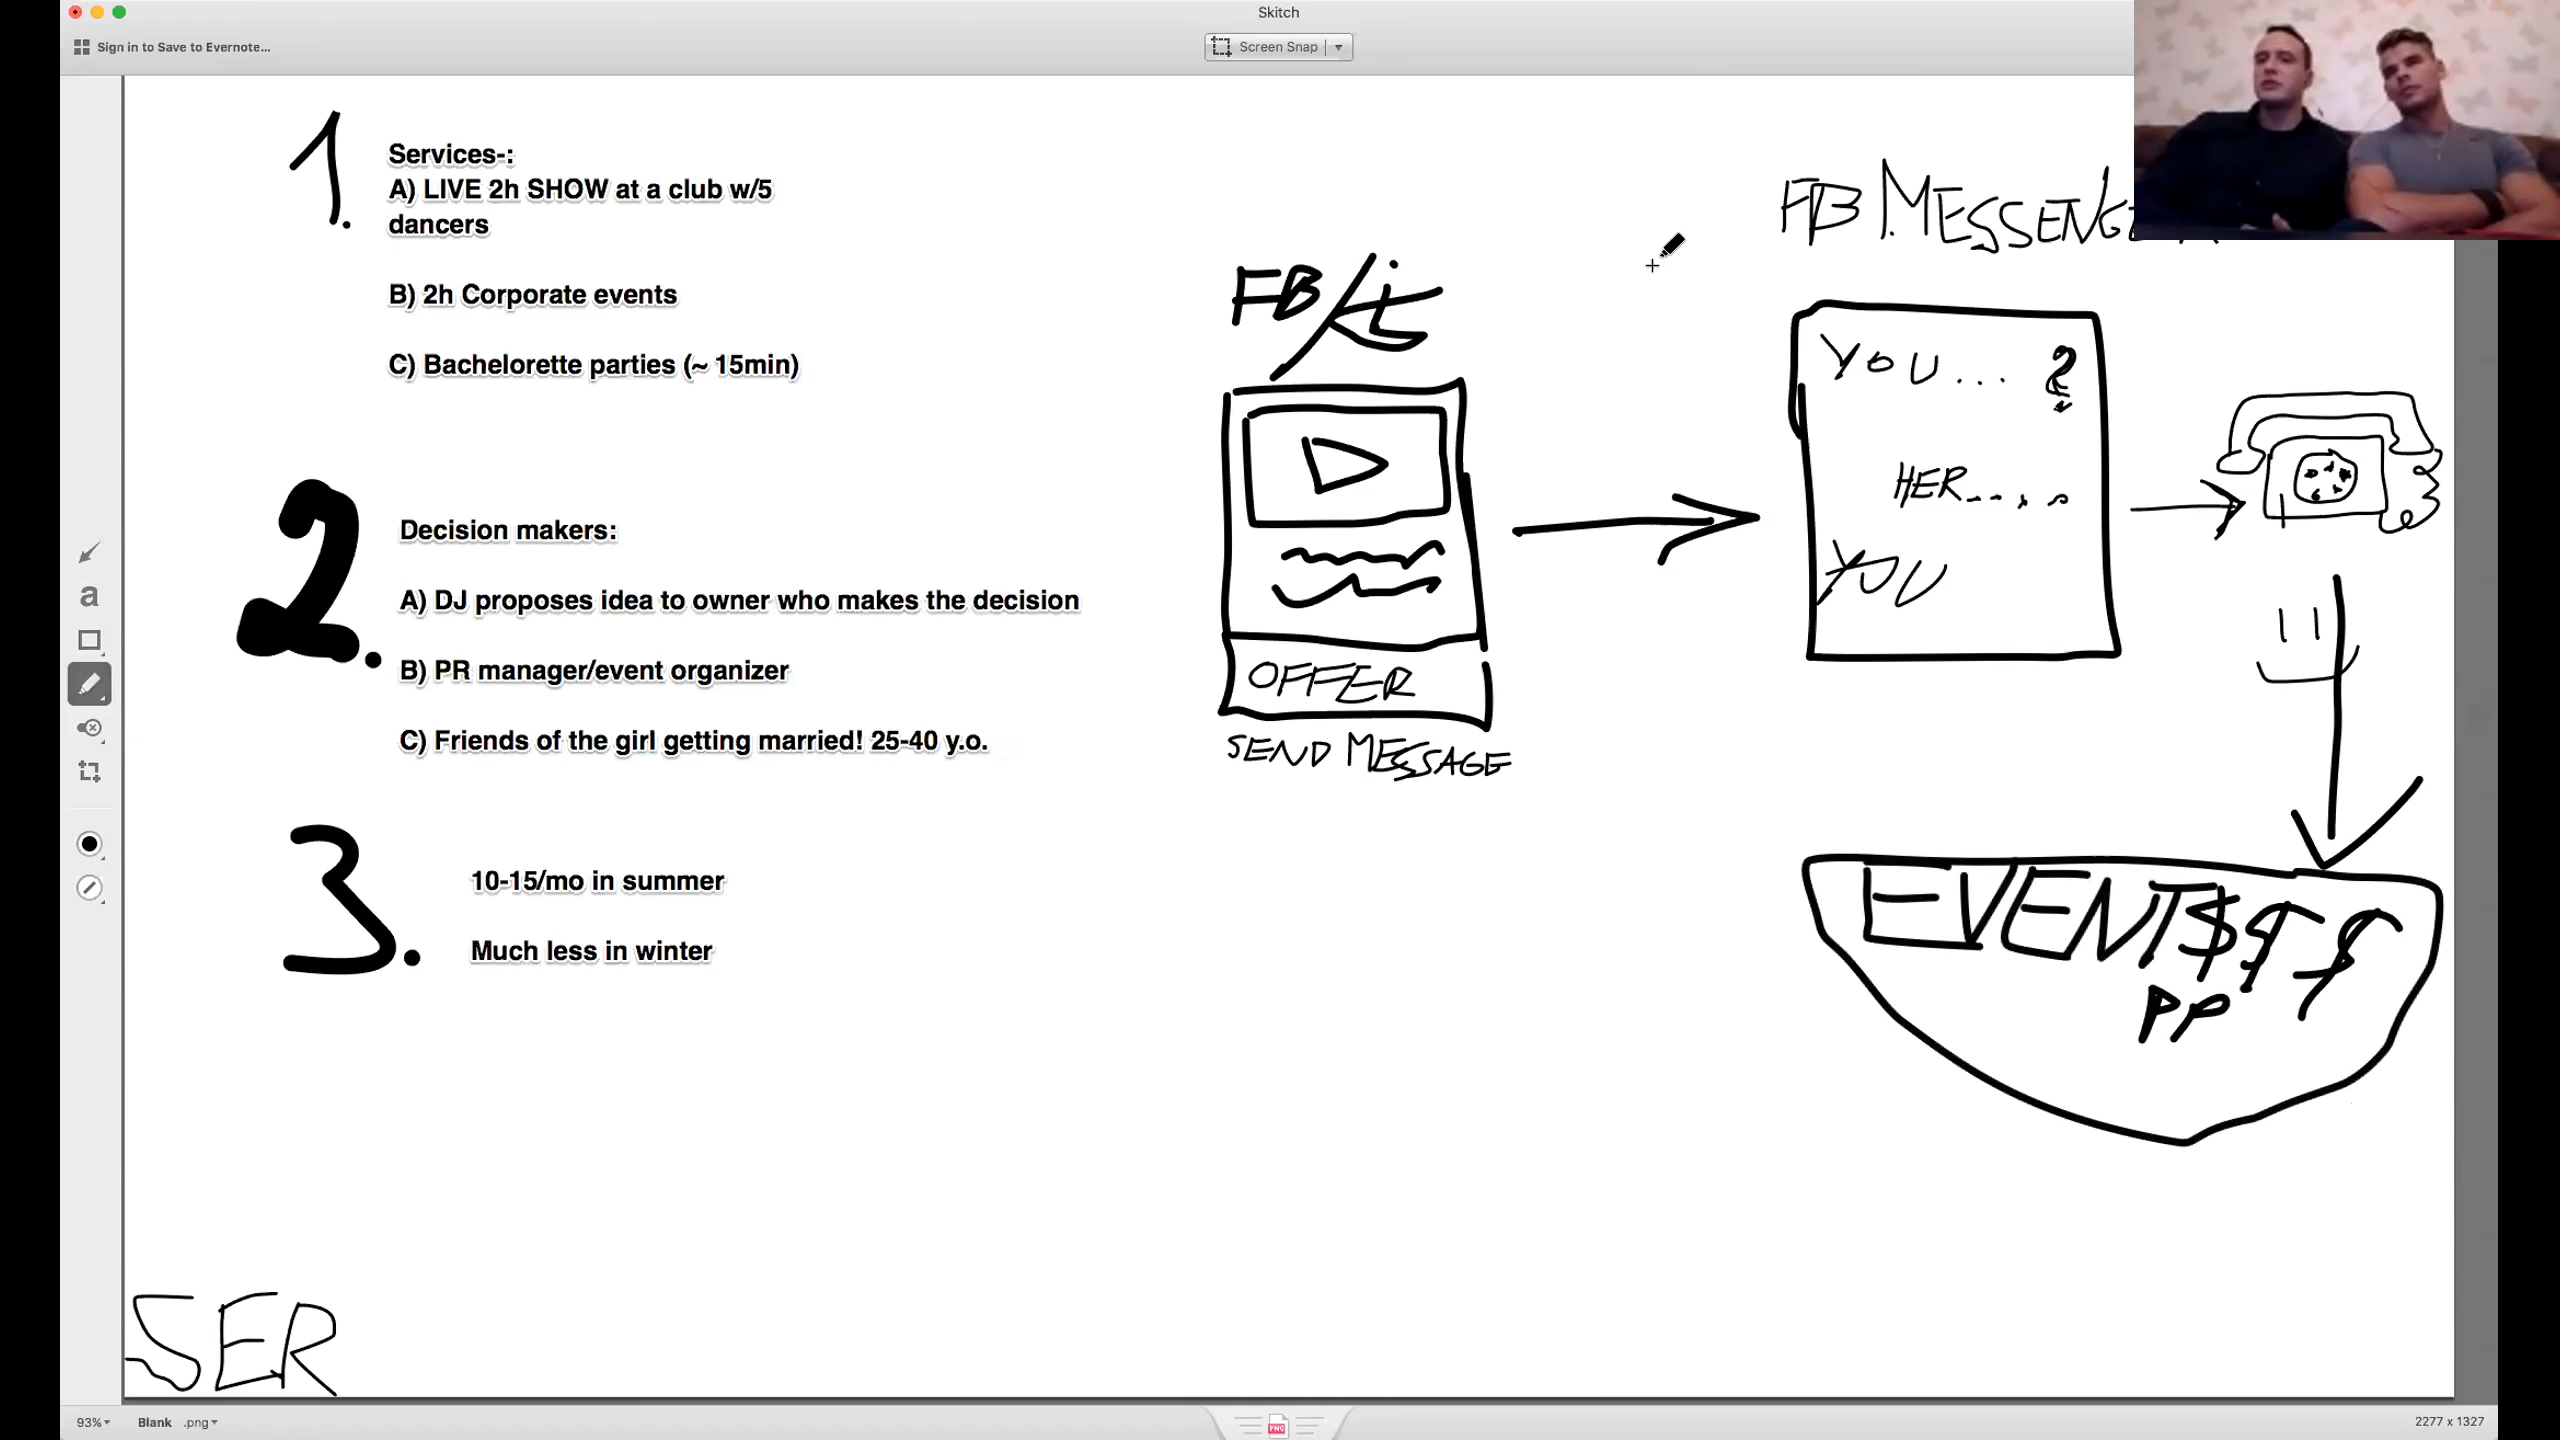 Skitch
Sign in to Save to Evernote...
Screen Snap
1.
Services-:
A) LIVE 2h SHOW at a club w/5
dancers
B) 2h Corporate events
C) Bachelorette parties (~ 15min)
2.
Decision makers:
A) DJ proposes idea to owner who makes the decision
B) PR manager/event organizer
C) Friends of the girl getting married! 25-40 y.o.
3.
10-15/mo in summer
Much less in winter
FB/
OFFER
SEND MESSAGE
FB MESSENG
YOU... ?
HER....
YOU
EVENT$$$
PP
SER
a
93%
Blank .png
PNG
2277 x 1327